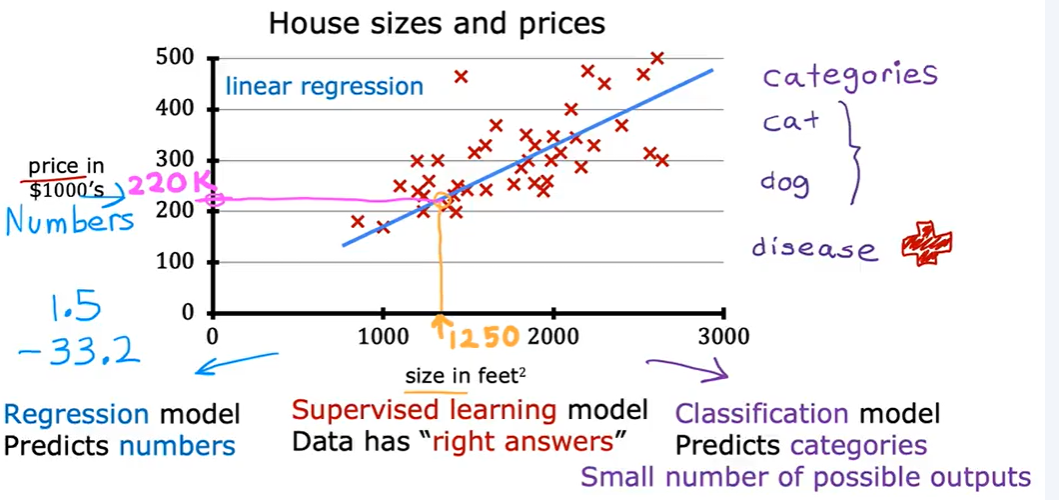 House sizes and prices
500
400
300
200
100
0
linear regression
price in
$1000's
220K
Numbers
1.5
-33.2
0
1000
1250
2000
3000
size in feet²
categories
cat
dog
disease
Regression model
Predicts numbers
Supervised learning model
Data has “right answers”
Classification model
Predicts categories
Small number of possible outputs